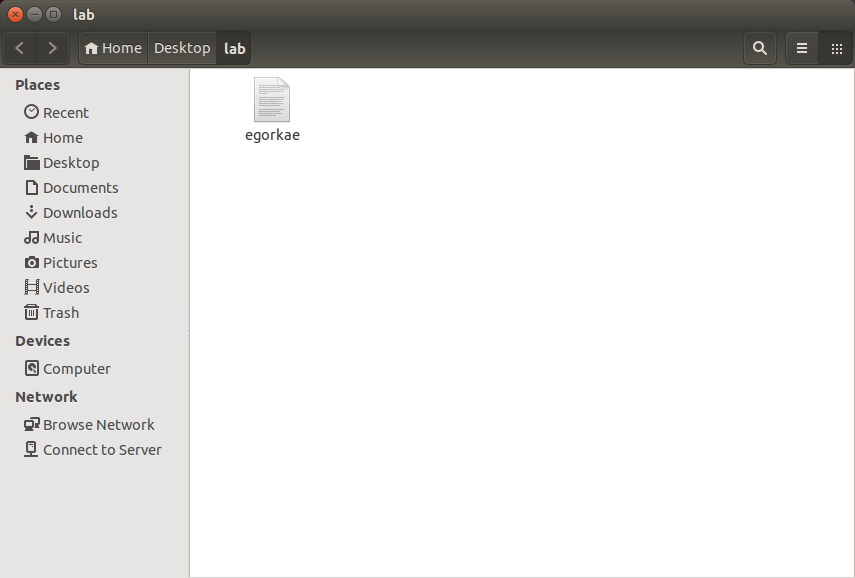 lab
Home Desktop lab
Places
Recent
Home
Desktop
Documents
Downloads
Music
Pictures
Videos
Trash
Devices
Computer
Network
Browse Network
Connect to Server
egorkae